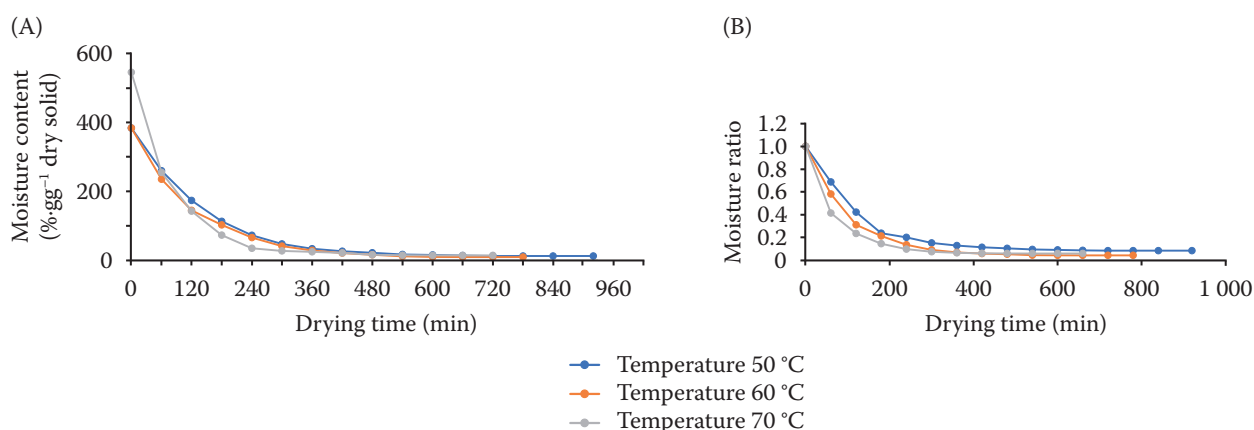 (A)
Moisture content
(%·gg⁻¹ dry solid)
600
400
200
0
0 120 240 360 480 600 720 840 960
Drying time (min)
(B)
Moisture ratio
1.2
1.0
0.8
0.6
0.4
0.2
0
0 200 400 600 800 1 000
Drying time (min)
Temperature 50 °C
Temperature 60 °C
Temperature 70 °C